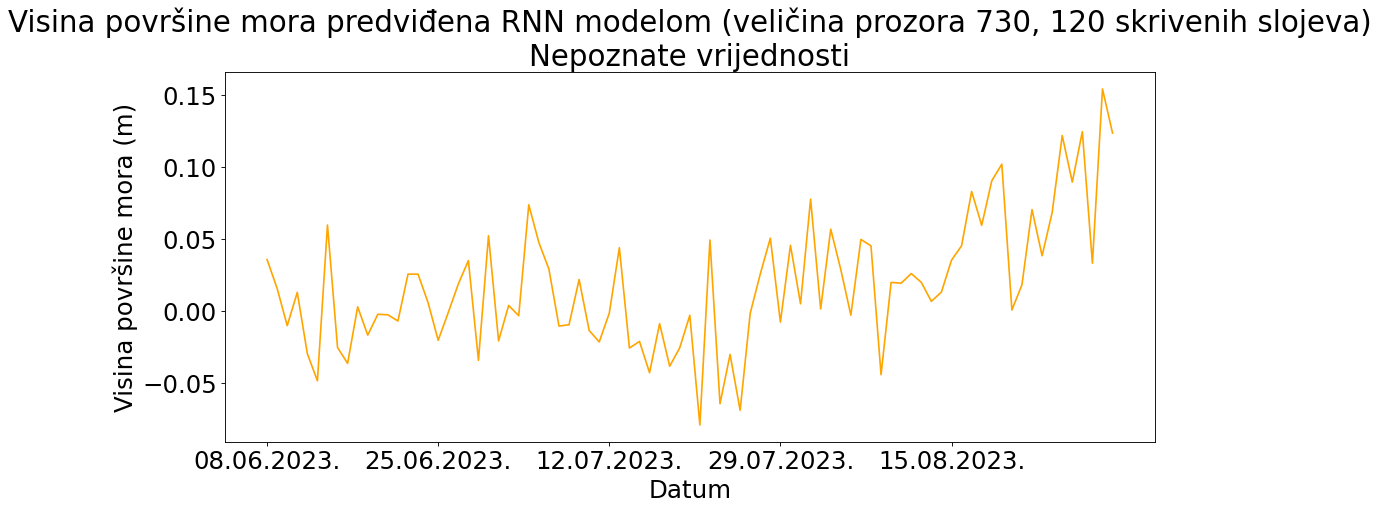 Visina površine mora predviđena RNN modelom (veličina prozora 730, 120 skrivenih slojeva)
Nepoznate vrijednosti
Visina površine mora (m)
0.15
0.10
0.05
0.00
−0.05
08.06.2023. 25.06.2023. 12.07.2023. 29.07.2023. 15.08.2023.
Datum